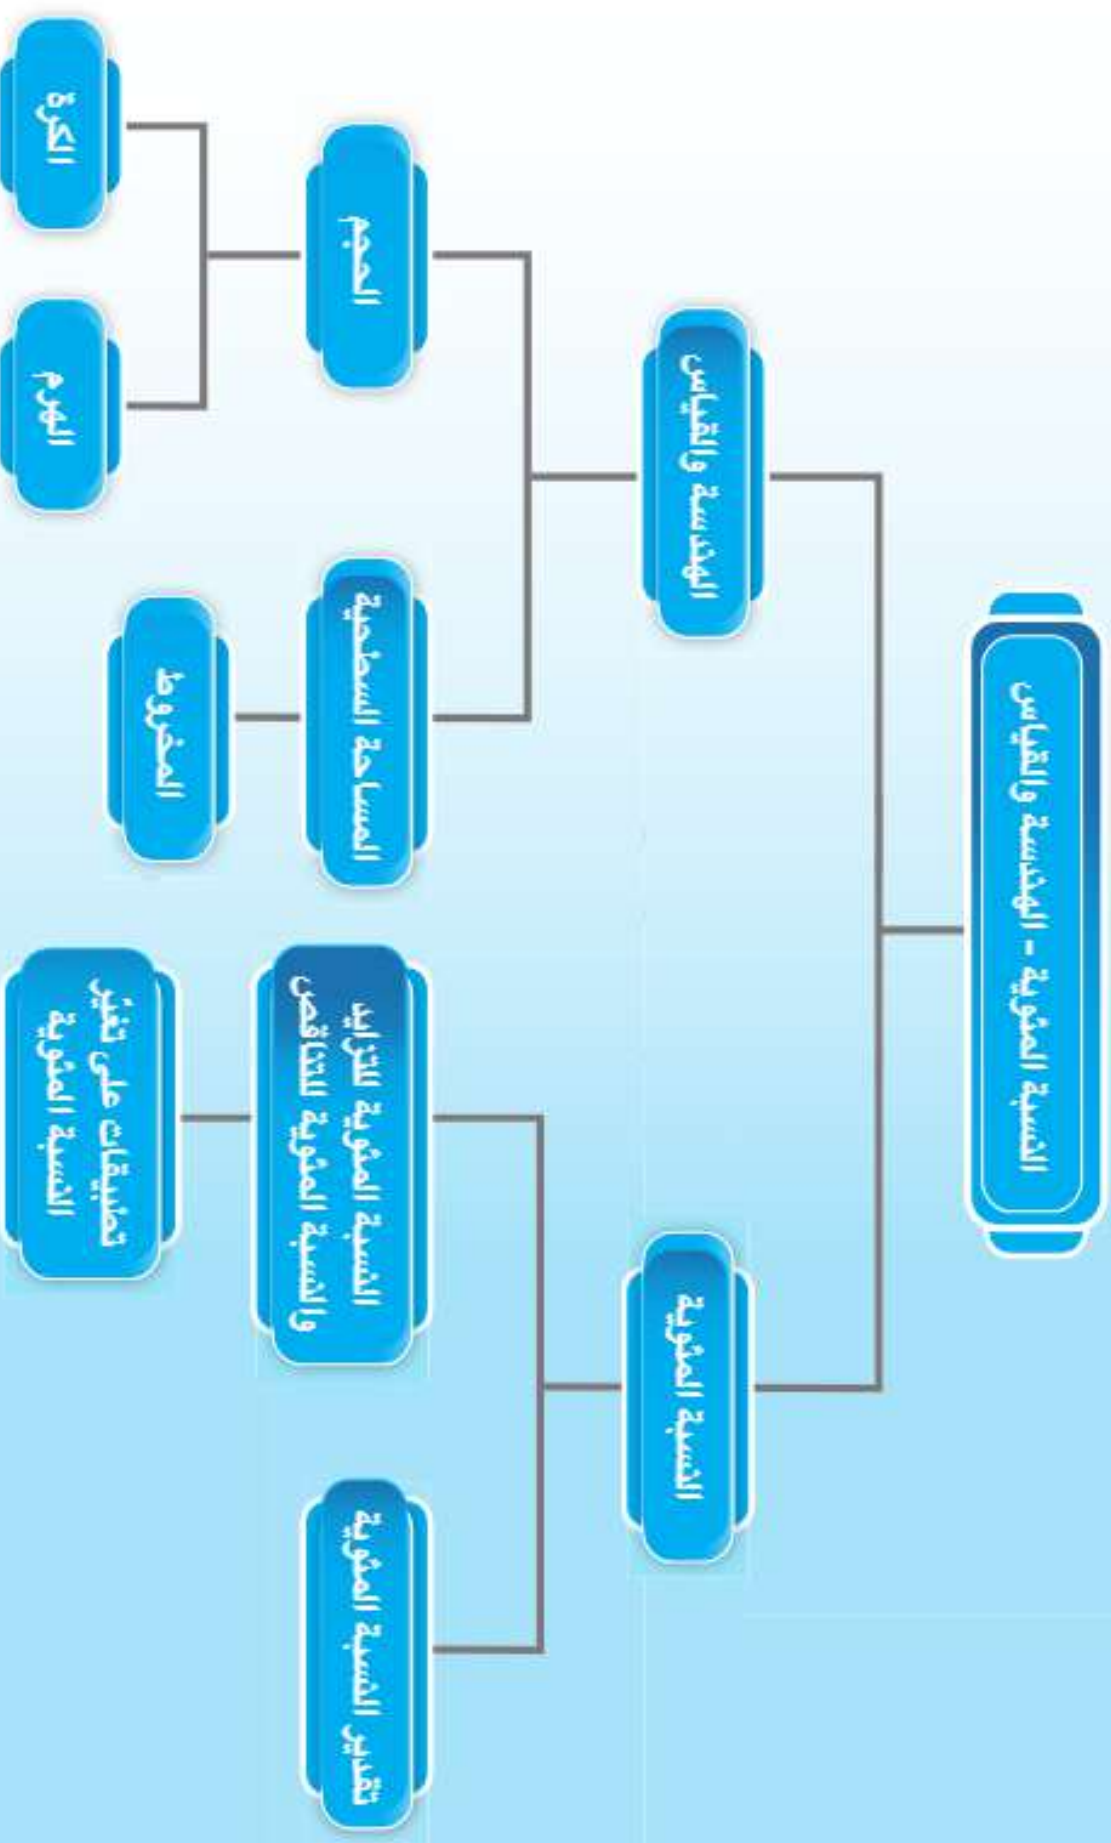 النسبة المئوية - الهندسة والقياس
النسبة المئوية
الهندسة والقياس
تقدير النسبة المئوية
النسبة المئوية للتزايد
والنسبة المئوية للتناقص
المساحة السطحية
الحجم
تطبيقات على تغيّر
النسبة المئوية
المخروط
الهرم
الكرة